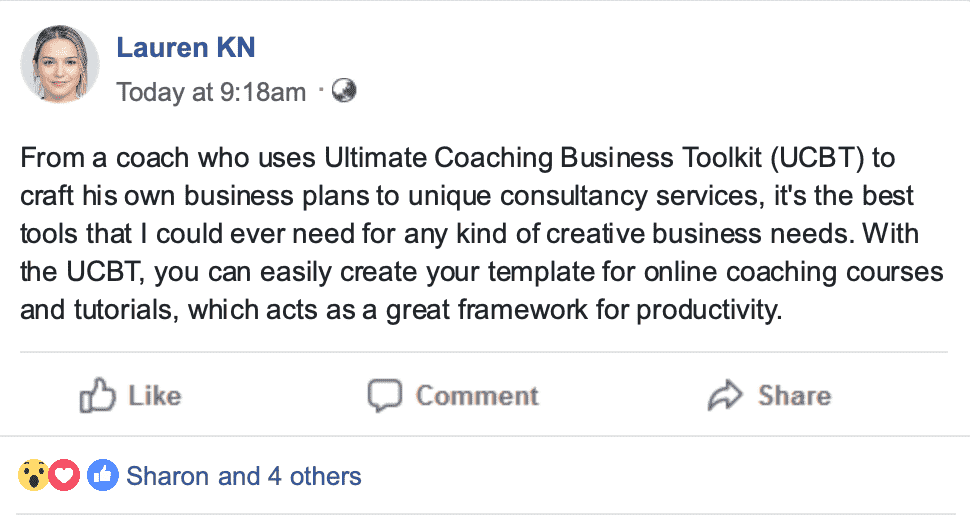 Lauren KN
Today at 9:18am ·
From a coach who uses Ultimate Coaching Business Toolkit (UCBT) to
craft his own business plans to unique consultancy services, it's the best
tools that I could ever need for any kind of creative business needs. With
the UCBT, you can easily create your template for online coaching courses
and tutorials, which acts as a great framework for productivity.
Like Comment Share
Sharon and 4 others